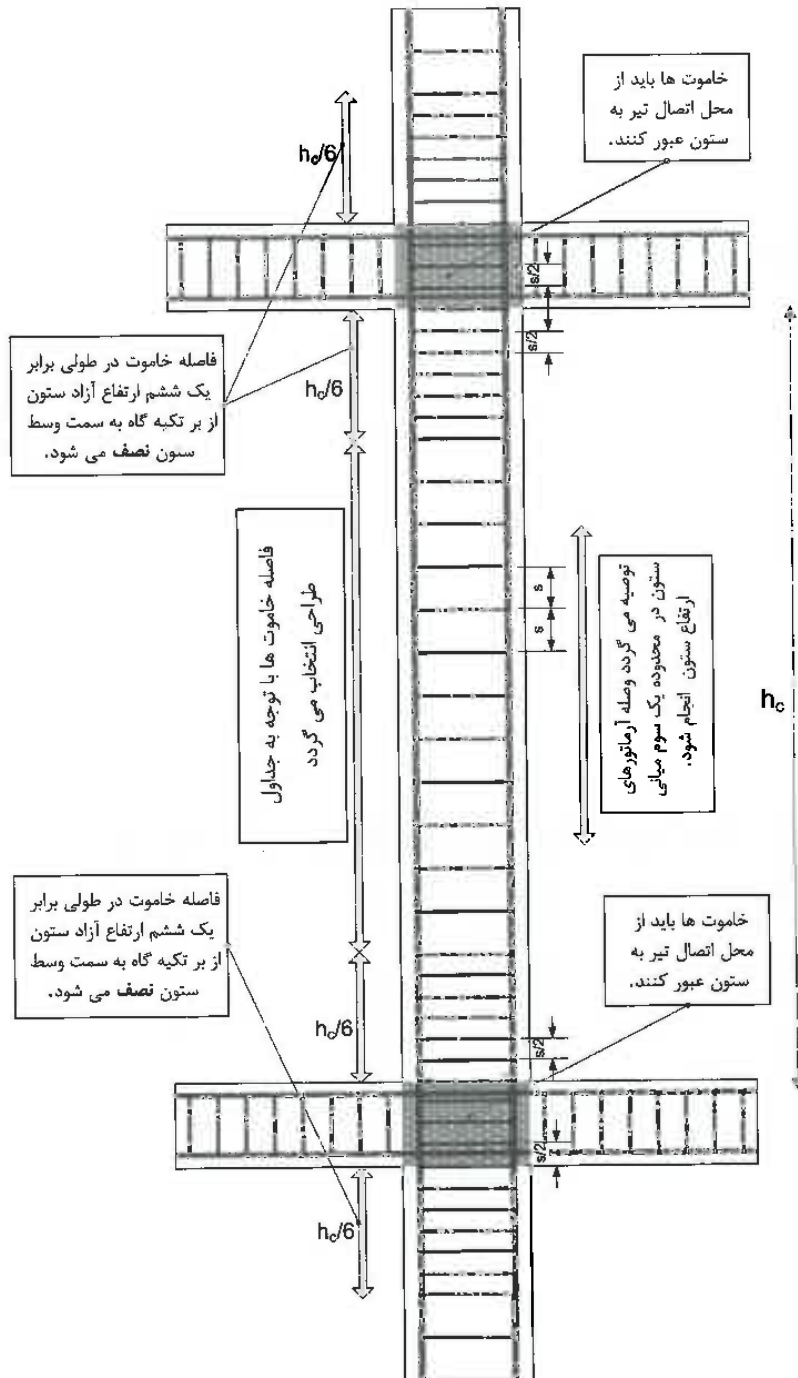 خاموت ها باید از
محل اتصال تیر به
ستون عبور کنند.
h꜀/6
s/2
s/2
فاصله خاموت در طولی برابر
یک ششم ارتفاع آزاد ستون
از بر تکیه گاه به سمت وسط
ستون نصف می شود.
h꜀/6
فاصله خاموت ها با توجه به جداول
طراحی انتخاب می گردد
s
s
توصیه می گردد وصله آرماتورهای
ستون در محدوده یک سوم میانی
ارتفاع ستون انجام شود.
h꜀
فاصله خاموت در طولی برابر
یک ششم ارتفاع آزاد ستون
از بر تکیه گاه به سمت وسط
ستون نصف می شود.
خاموت ها باید از
محل اتصال تیر به
ستون عبور کنند.
h꜀/6
s/2
s/2
h꜀/6